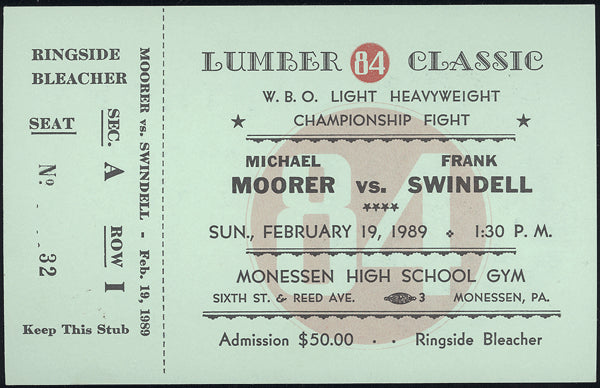 RINGSIDE
BLEACHER
SEAT
No. . . . 32
SEC. A ROW I
MOORER vs. SWINDELL - Feb. 19, 1989
Keep This Stub
LUMBER 84 CLASSIC
W. B. O. LIGHT HEAVYWEIGHT
★ CHAMPIONSHIP FIGHT ★
84
MICHAEL FRANK
MOORER vs. SWINDELL
★★★★
SUN., FEBRUARY 19, 1989 1:30 P. M.
MONESSEN HIGH SCHOOL GYM
SIXTH ST. & REED AVE. 3 MONESSEN, PA.
Admission $50.00 . . Ringside Bleacher